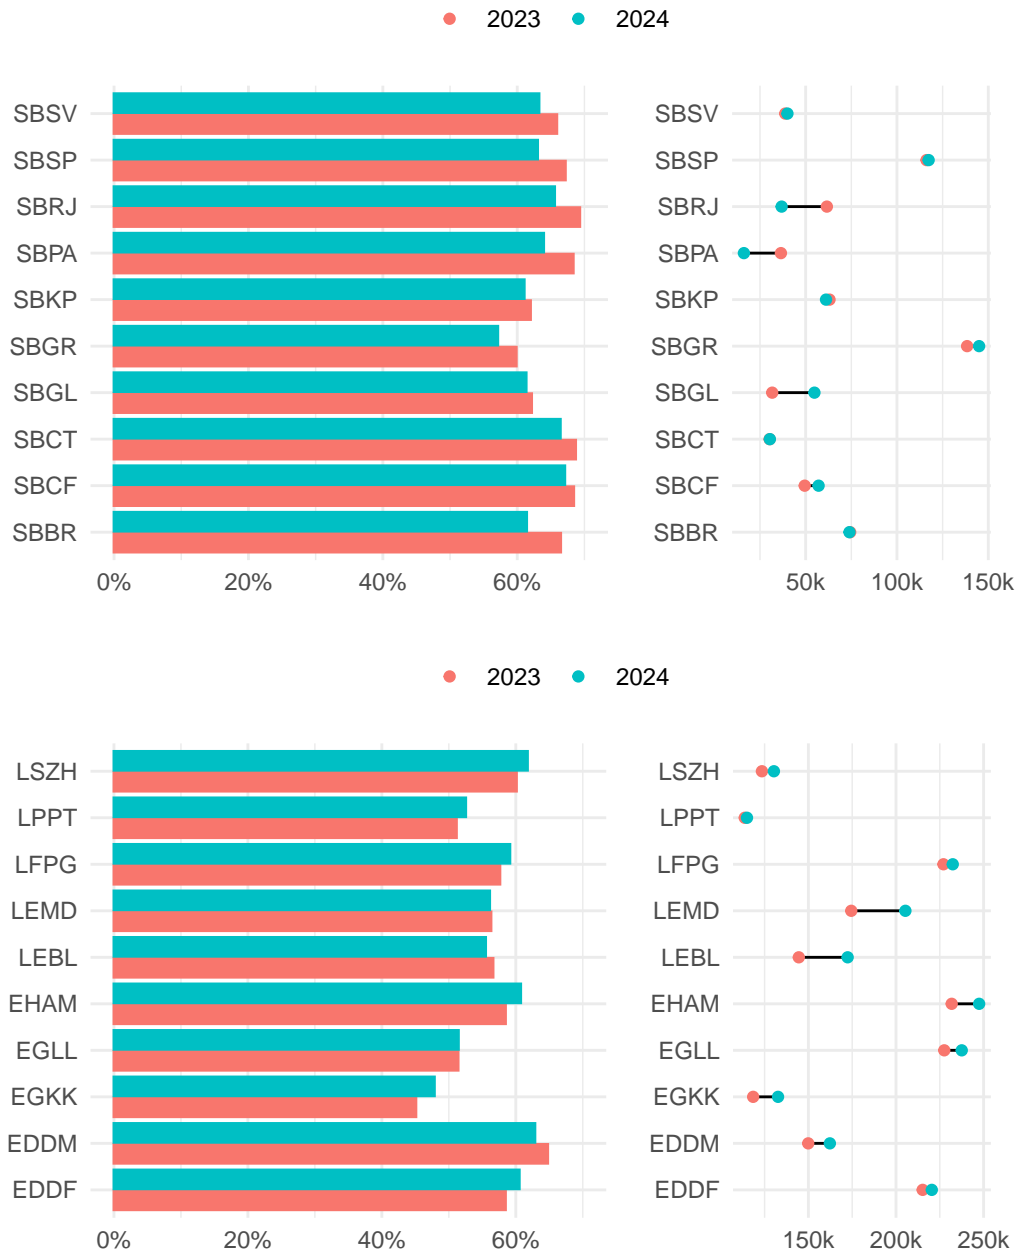 2023 2024
SBSV SBSV
SBSP SBSP
SBRJ SBRJ
SBPA SBPA
SBKP SBKP
SBGR SBGR
SBGL SBGL
SBCT SBCT
SBCF SBCF
SBBR SBBR
0% 20% 40% 60% 50k 100k 150k
2023 2024
LSZH LSZH
LPPT LPPT
LFPG LFPG
LEMD LEMD
LEBL LEBL
EHAM EHAM
EGLL EGLL
EGKK EGKK
EDDM EDDM
EDDF EDDF
0% 20% 40% 60% 150k 200k 250k